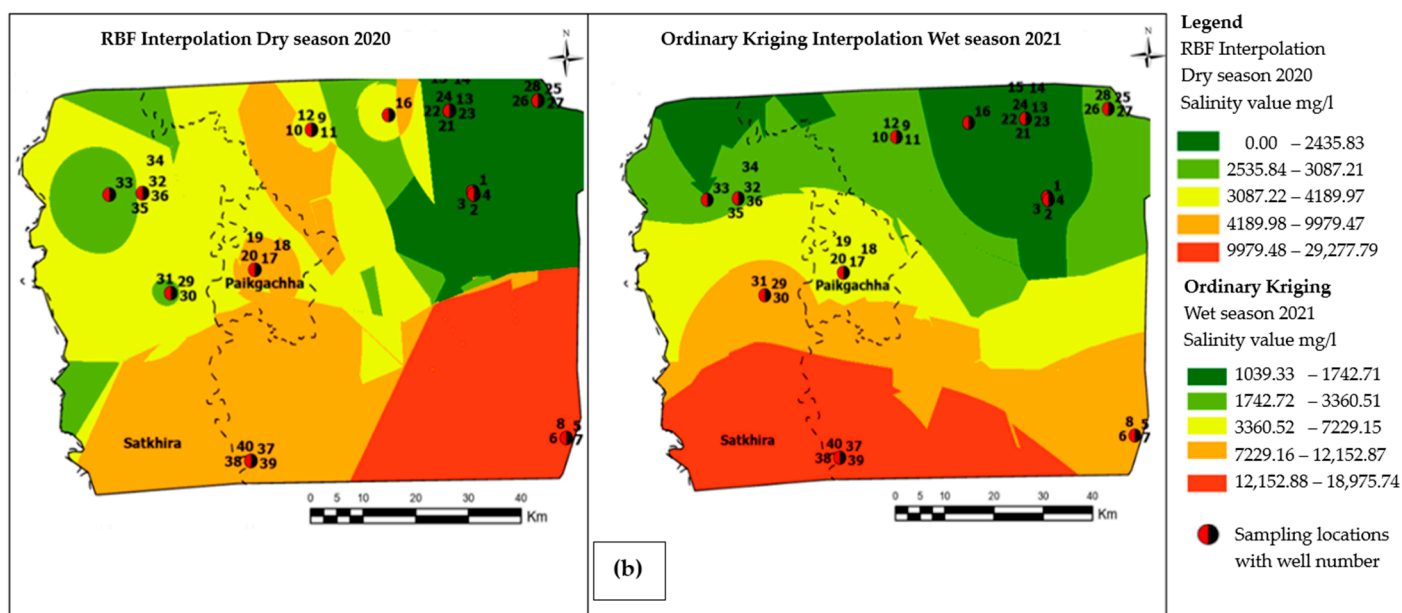 RBF Interpolation Dry season 2020
N
28 25
24 13
26 27
16
22 23
12 9
21
10 11
34
33
32
36
35
1
3 4
2
19
18
20 17
31 29
Paikgachha
30
8 5
6 7
Satkhira
40 37
38 39
0 5 10 20 30 40
Km
Ordinary Kriging Interpolation Wet season 2021
N
15 14
28 25
24 13
26 27
16
22 23
12 9
21
10 11
34
33
32
36
35
1
3 4
2
19
18
20 17
31 29
Paikgachha
30
8 5
6 7
Satkhira
40 37
38 39
0 5 10 20 30 40
Km
(b)
Legend
RBF Interpolation
Dry season 2020
Salinity value mg/l
0.00 – 2435.83
2535.84 – 3087.21
3087.22 – 4189.97
4189.98 – 9979.47
9979.48 – 29,277.79
Ordinary Kriging
Wet season 2021
Salinity value mg/l
1039.33 – 1742.71
1742.72 – 3360.51
3360.52 – 7229.15
7229.16 – 12,152.87
12,152.88 – 18,975.74
Sampling locations
with well number